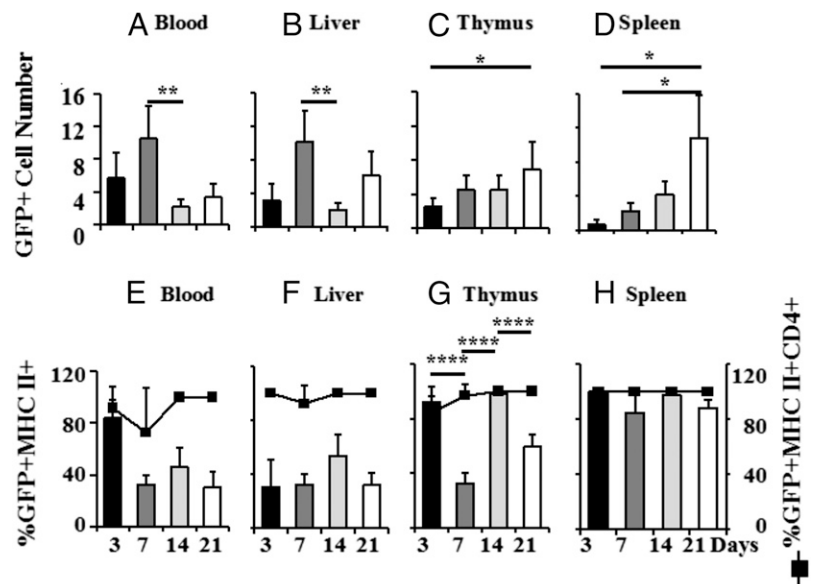 A Blood B Liver C Thymus D Spleen
* *
** ** *
GFP+ Cell Number
16
12
8
4
0
E Blood F Liver G Thymus H Spleen
****
****
****
%GFP+MHC II+
120
80
40
0
120
80
40
0
%GFP+MHC II+CD4+
3 7 14 21 3 7 14 21 3 7 14 21 3 7 14 21 Days